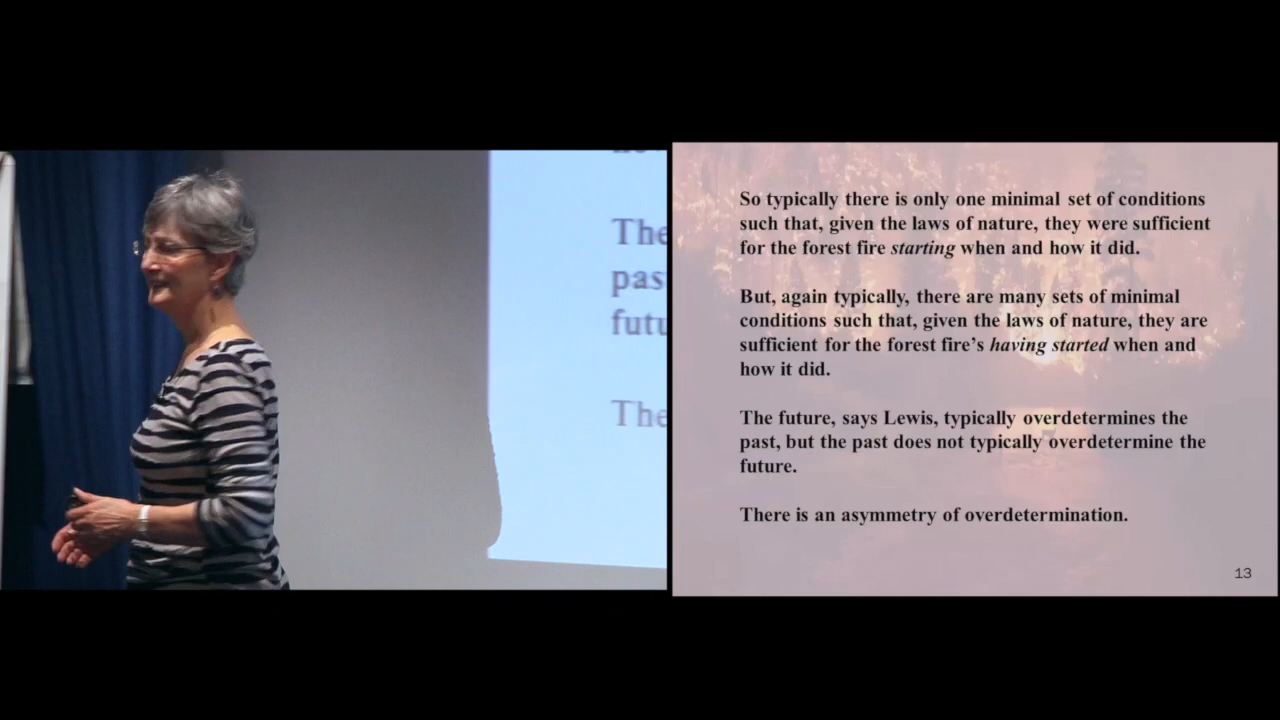 The
pas
futu
The
So typically there is only one minimal set of conditions
such that, given the laws of nature, they were sufficient
for the forest fire starting when and how it did.
But, again typically, there are many sets of minimal
conditions such that, given the laws of nature, they are
sufficient for the forest fire’s having started when and
how it did.
The future, says Lewis, typically overdetermines the
past, but the past does not typically overdetermine the
future.
There is an asymmetry of overdetermination.
13